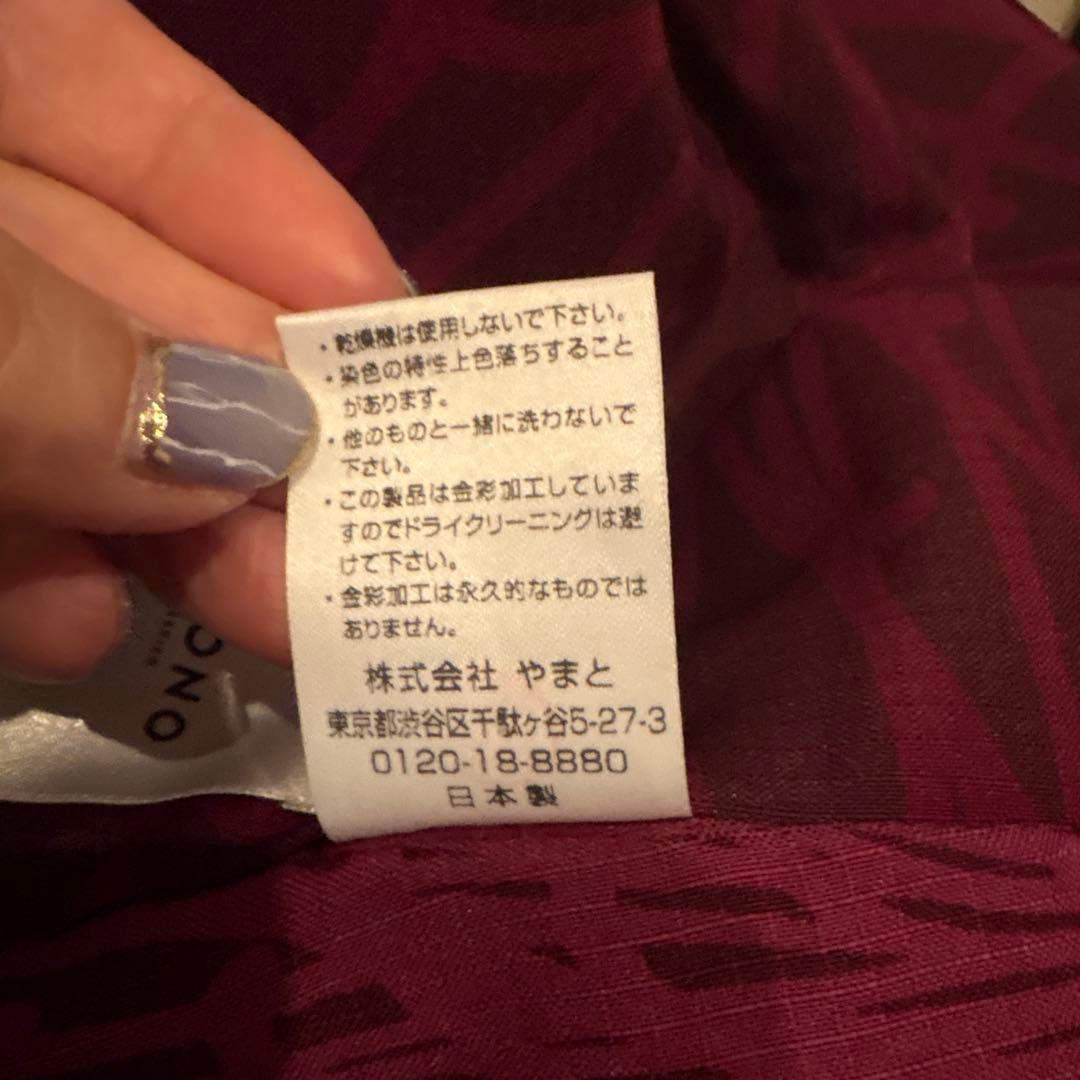 ・乾燥機は使用しないで下さい。
・染色の特性上色落ちすること
があります。
・他のものと一緒に洗わないで
下さい。
・この製品は金彩加工していま
すのでドライクリーニングは避
けて下さい。
・金彩加工は永久的なものでは
ありません。
株式会社 やまと
東京都渋谷区千駄ヶ谷5-27-3
0120-18-8880
日本製
ONO